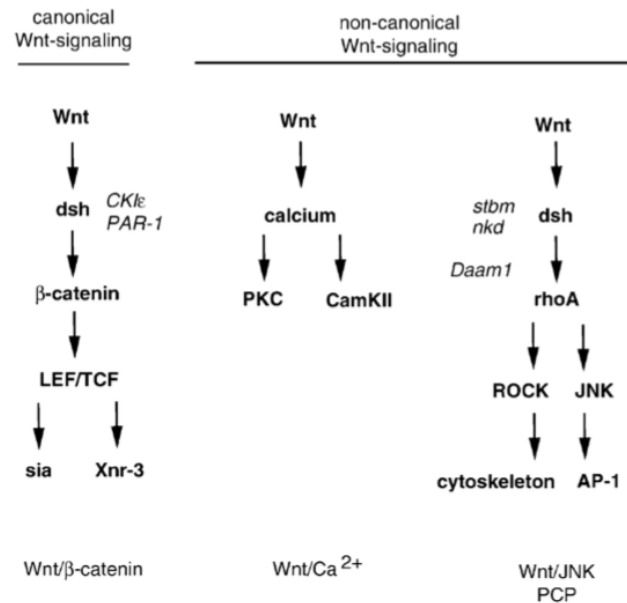 canonical
Wnt-signaling
non-canonical
Wnt-signaling
Wnt
dsh
CKIε
PAR-1
β-catenin
LEF/TCF
sia
Xnr-3
Wnt/β-catenin
Wnt
calcium
PKC
CamKII
Wnt/Ca²⁺
Wnt
stbm
nkd
dsh
Daam1
rhoA
ROCK
JNK
cytoskeleton
AP-1
Wnt/JNK
PCP